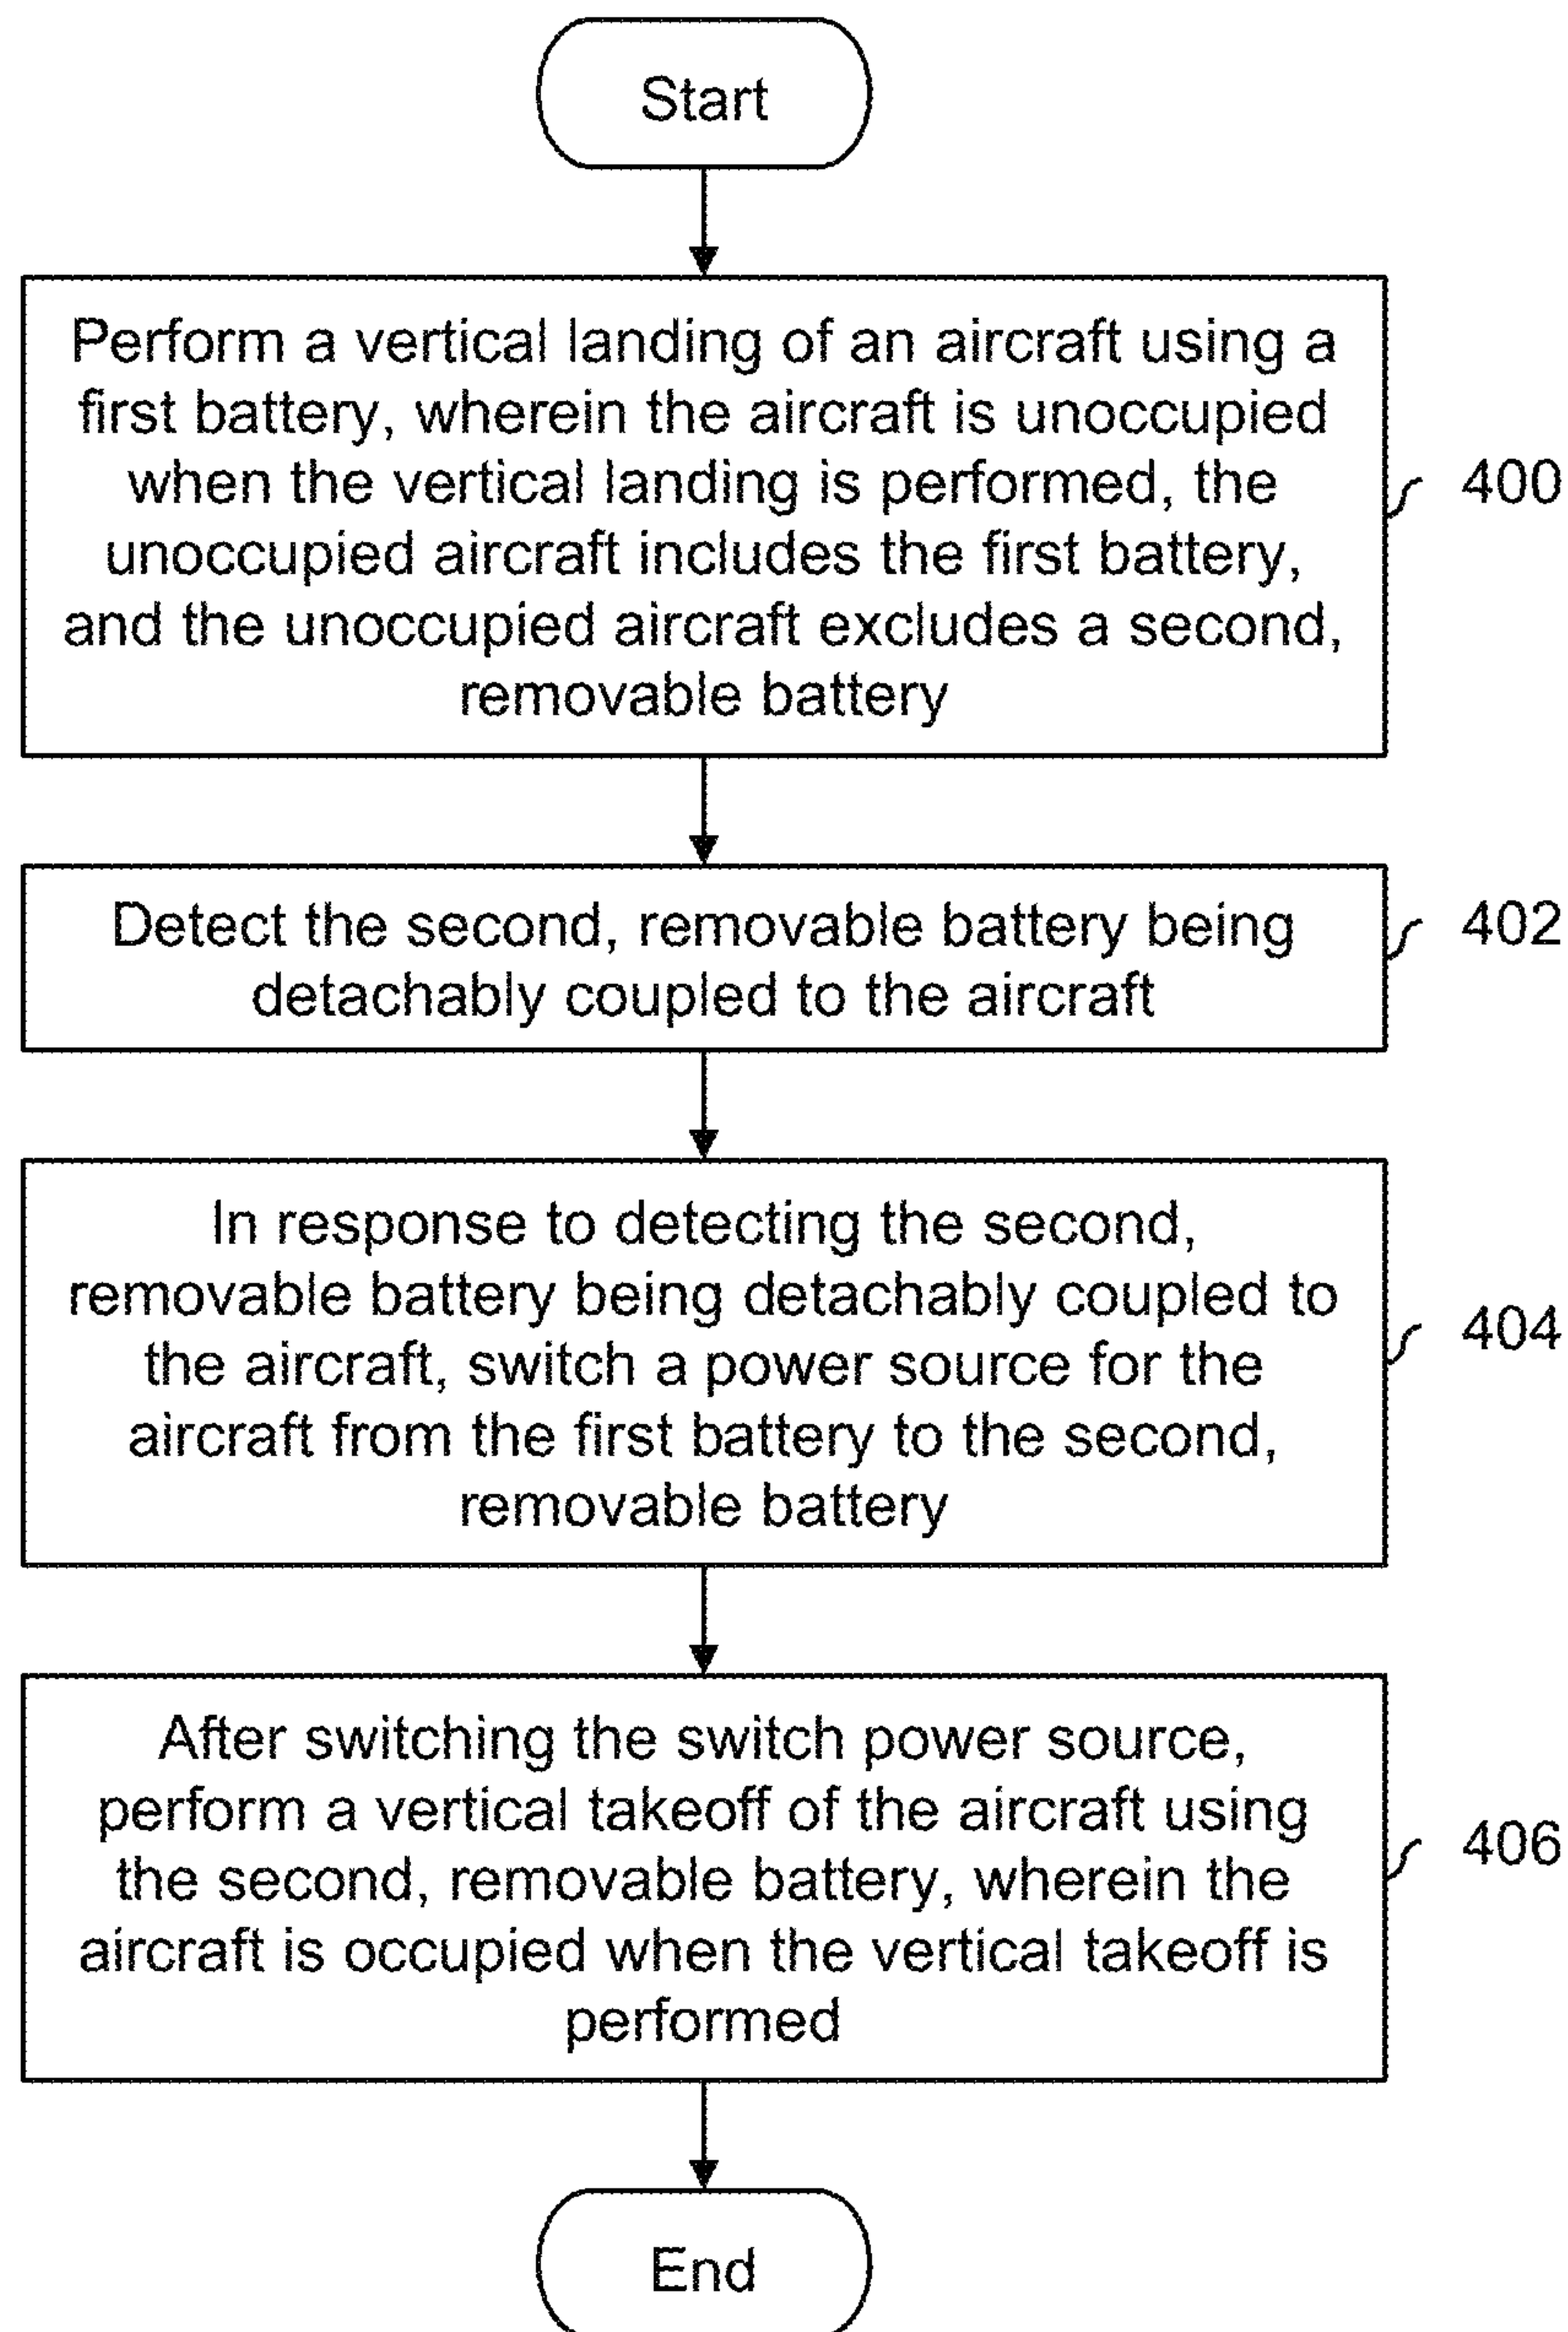 Start
Perform a vertical landing of an aircraft using a
first battery, wherein the aircraft is unoccupied
when the vertical landing is performed, the
unoccupied aircraft includes the first battery,
and the unoccupied aircraft excludes a second,
removable battery
400
Detect the second, removable battery being
detachably coupled to the aircraft
402
In response to detecting the second,
removable battery being detachably coupled to
the aircraft, switch a power source for the
aircraft from the first battery to the second,
removable battery
404
After switching the switch power source,
perform a vertical takeoff of the aircraft using
the second, removable battery, wherein the
aircraft is occupied when the vertical takeoff is
performed
406
End